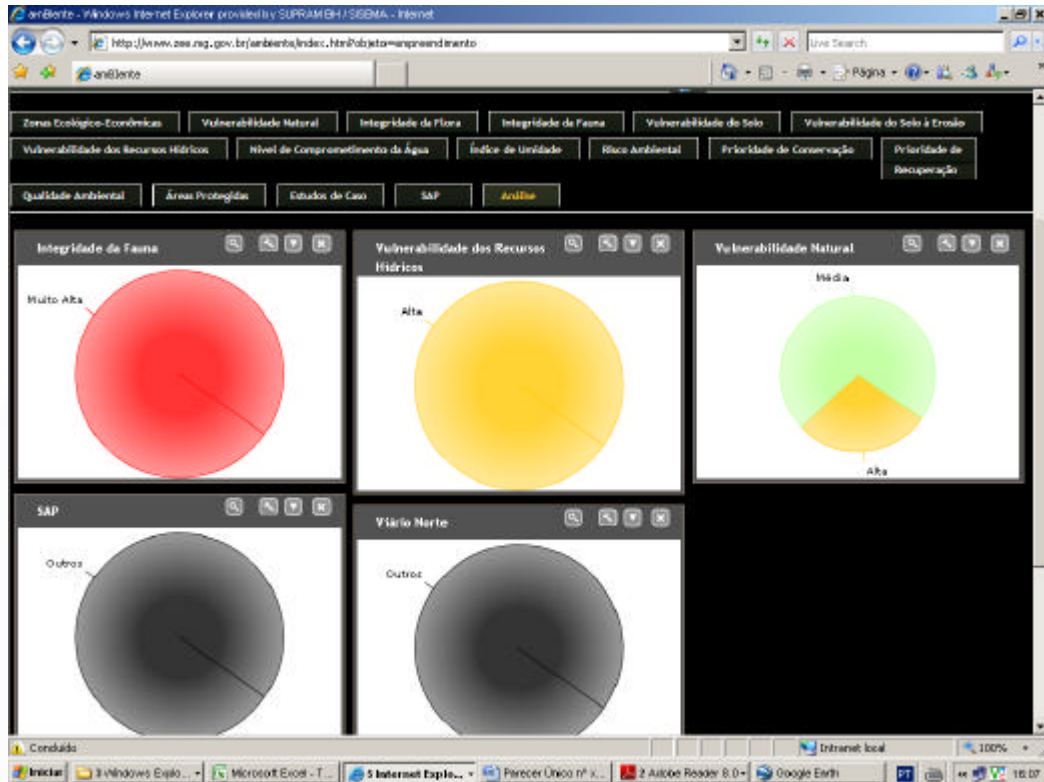 amBiente - Windows Internet Explorer provided by SUPRAM BH / SISEMA. - Internet
http://www.zee.mg.gov.br/ambiente/index.html?objeto=empreendimento
Live Search
amBiente
Página
Zonas Ecológico-Econômicas Vulnerabilidade Natural Integridade da Flora Integridade da Fauna Vulnerabilidade do Solo Vulnerabilidade do Solo à Erosão
Vulnerabilidade dos Recursos Hídricos Nível de Comprometimento da Água Índice de Umidade Risco Ambiental Prioridade de Conservação Prioridade de
Recuperação
Qualidade Ambiental Áreas Protegidas Estudos de Caso SAP Análise
Integridade da Fauna
Muito Alta
Vulnerabilidade dos Recursos
Hídricos
Alta
Vulnerabilidade Natural
Média
Alta
SAP
Outros
Viário Norte
Outros
Concluído
Intranet local
100%
Iniciar
3 Windows Explo...
Microsoft Excel - T...
5 Internet Explo...
Parecer Único nº x...
2 Adobe Reader 8.0
Google Earth
PT